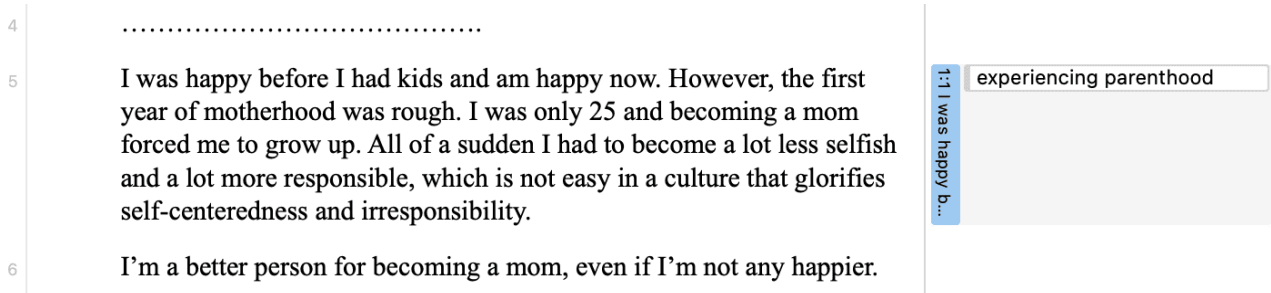 4
.......................................
5
I was happy before I had kids and am happy now. However, the first
year of motherhood was rough. I was only 25 and becoming a mom
forced me to grow up. All of a sudden I had to become a lot less selfish
and a lot more responsible, which is not easy in a culture that glorifies
self-centeredness and irresponsibility.
1:1 I was happy b...
experiencing parenthood
6
I’m a better person for becoming a mom, even if I’m not any happier.